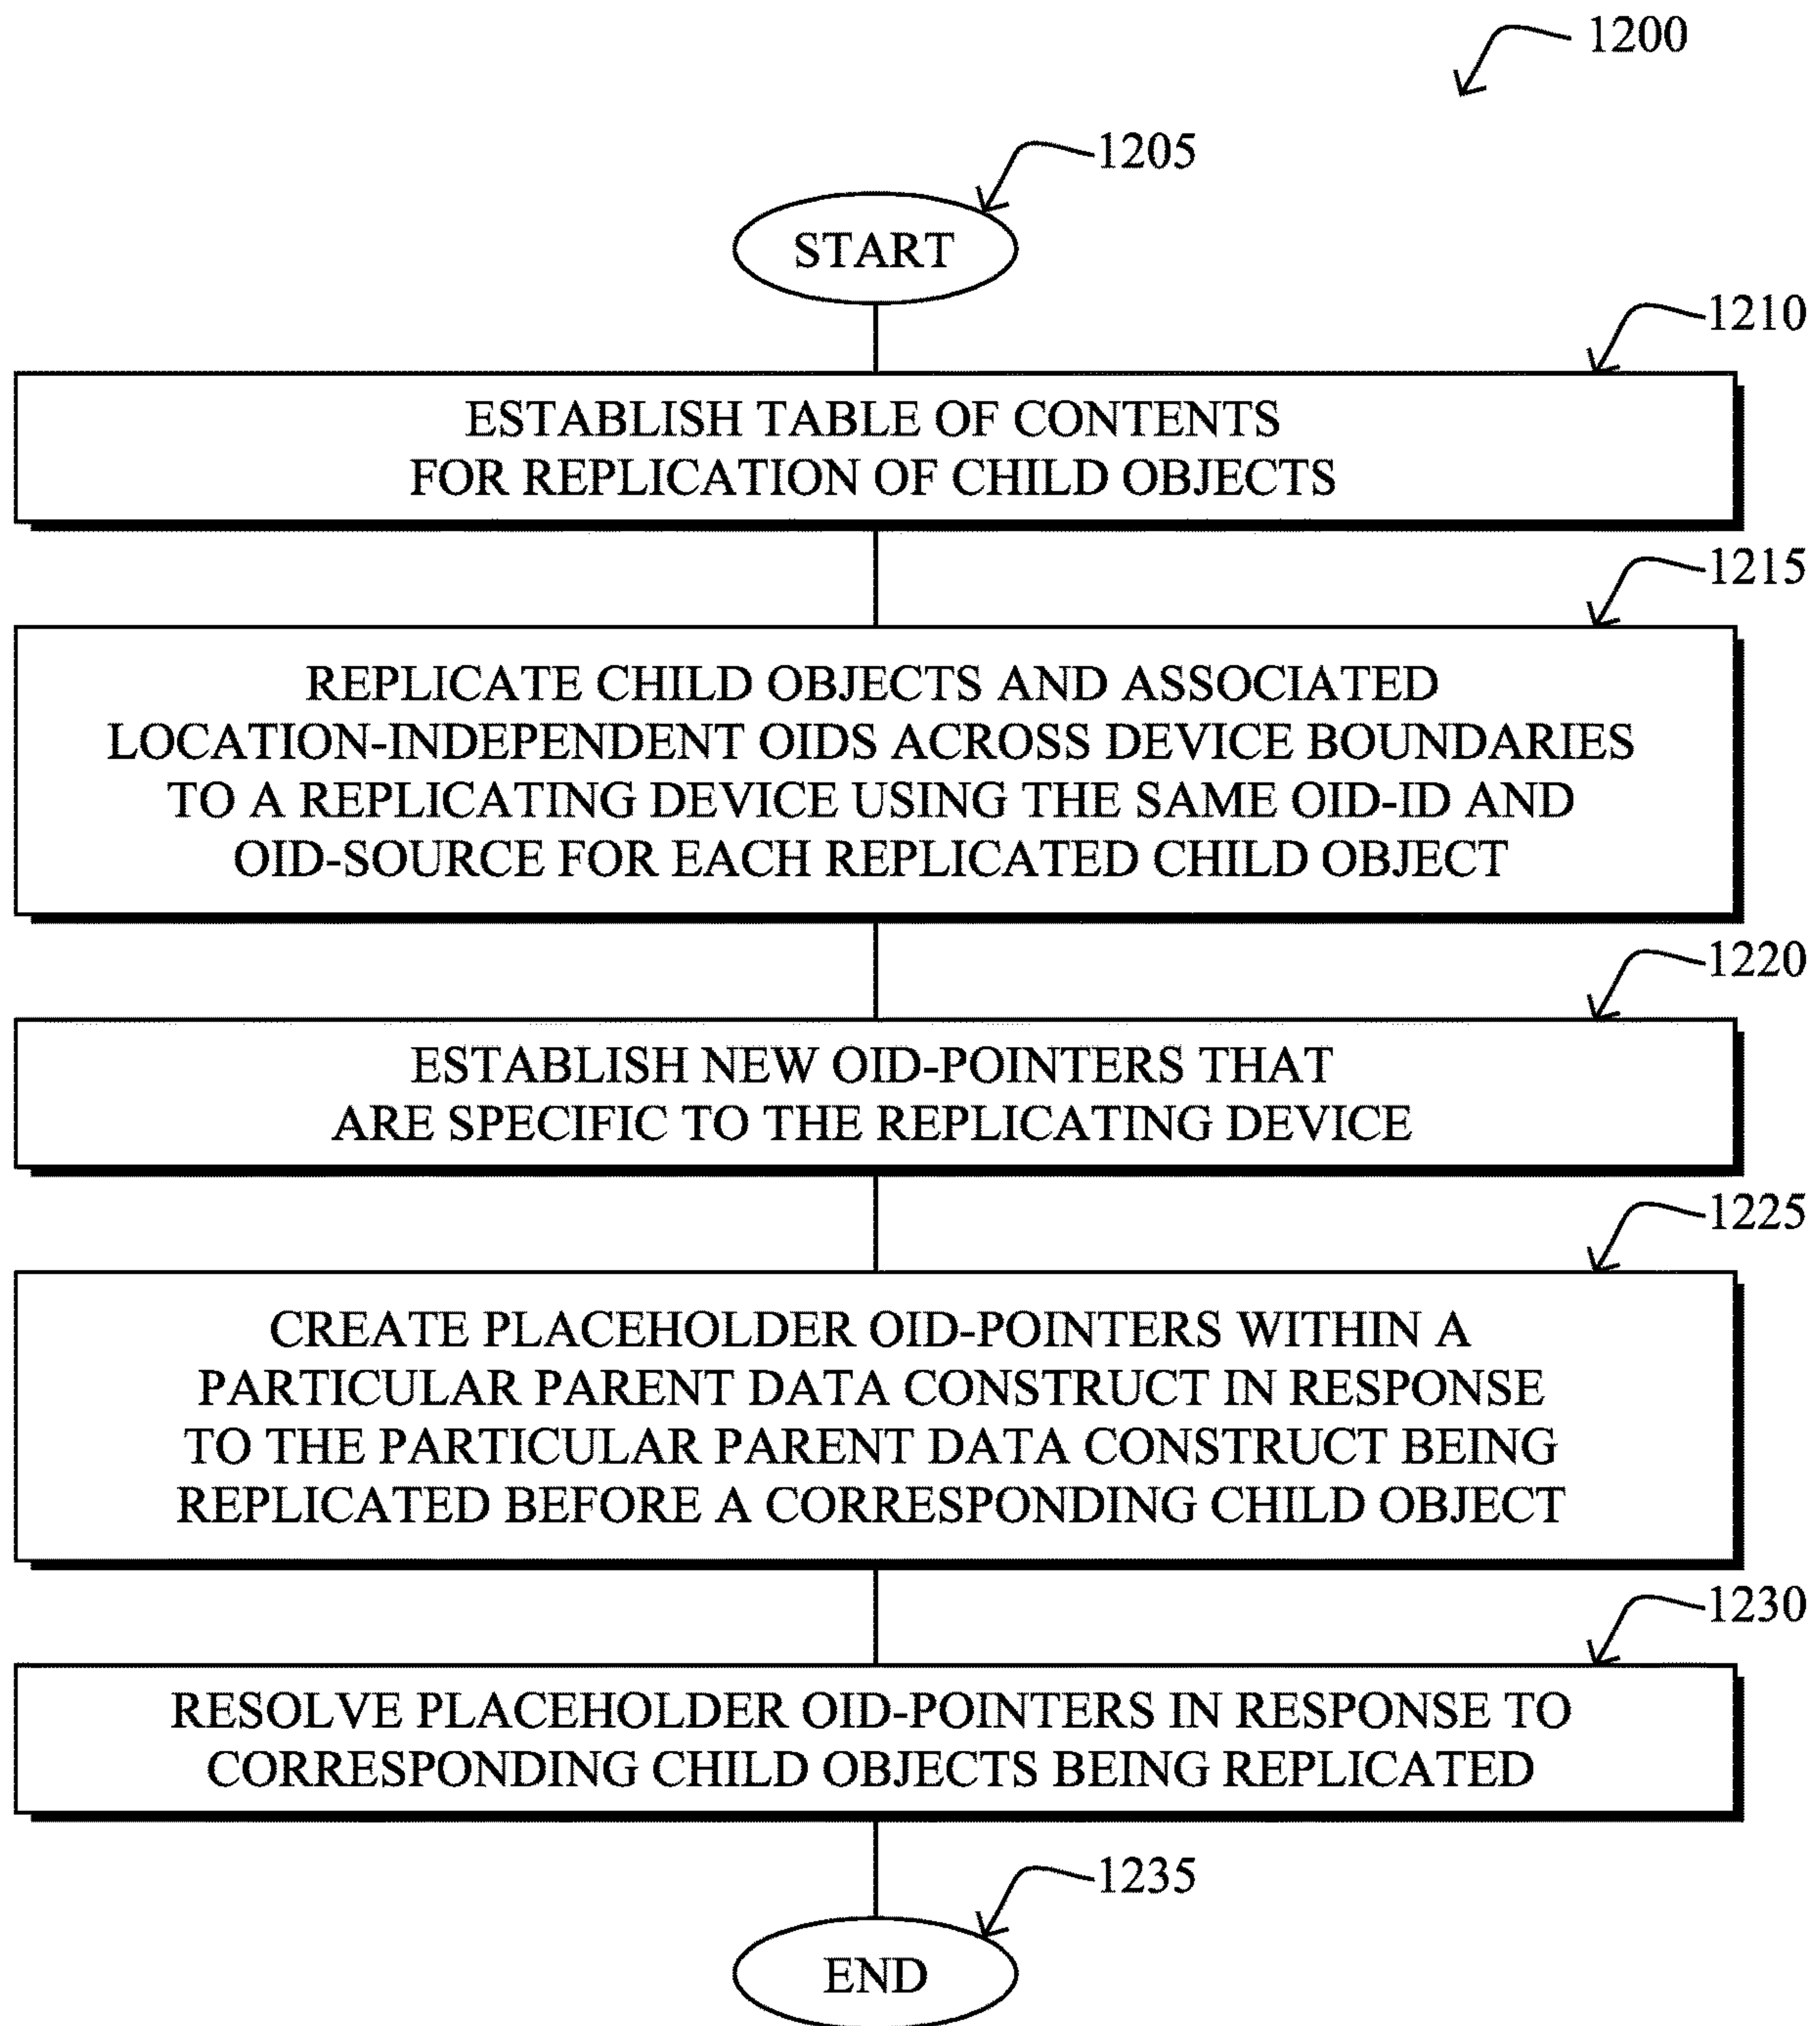 1200
1205
START
1210
ESTABLISH TABLE OF CONTENTS
FOR REPLICATION OF CHILD OBJECTS
1215
REPLICATE CHILD OBJECTS AND ASSOCIATED
LOCATION-INDEPENDENT OIDS ACROSS DEVICE BOUNDARIES
TO A REPLICATING DEVICE USING THE SAME OID-ID AND
OID-SOURCE FOR EACH REPLICATED CHILD OBJECT
1220
ESTABLISH NEW OID-POINTERS THAT
ARE SPECIFIC TO THE REPLICATING DEVICE
1225
CREATE PLACEHOLDER OID-POINTERS WITHIN A
PARTICULAR PARENT DATA CONSTRUCT IN RESPONSE
TO THE PARTICULAR PARENT DATA CONSTRUCT BEING
REPLICATED BEFORE A CORRESPONDING CHILD OBJECT
1230
RESOLVE PLACEHOLDER OID-POINTERS IN RESPONSE TO
CORRESPONDING CHILD OBJECTS BEING REPLICATED
1235
END